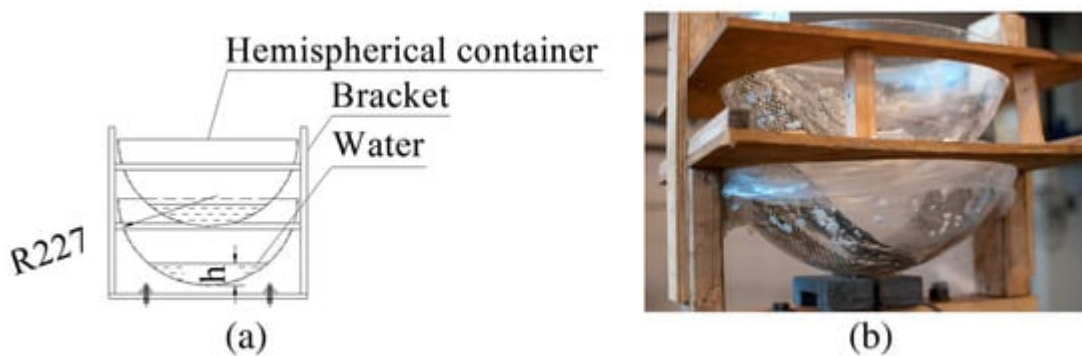 Hemispherical container
Bracket
Water
R227
h
(a)
(b)